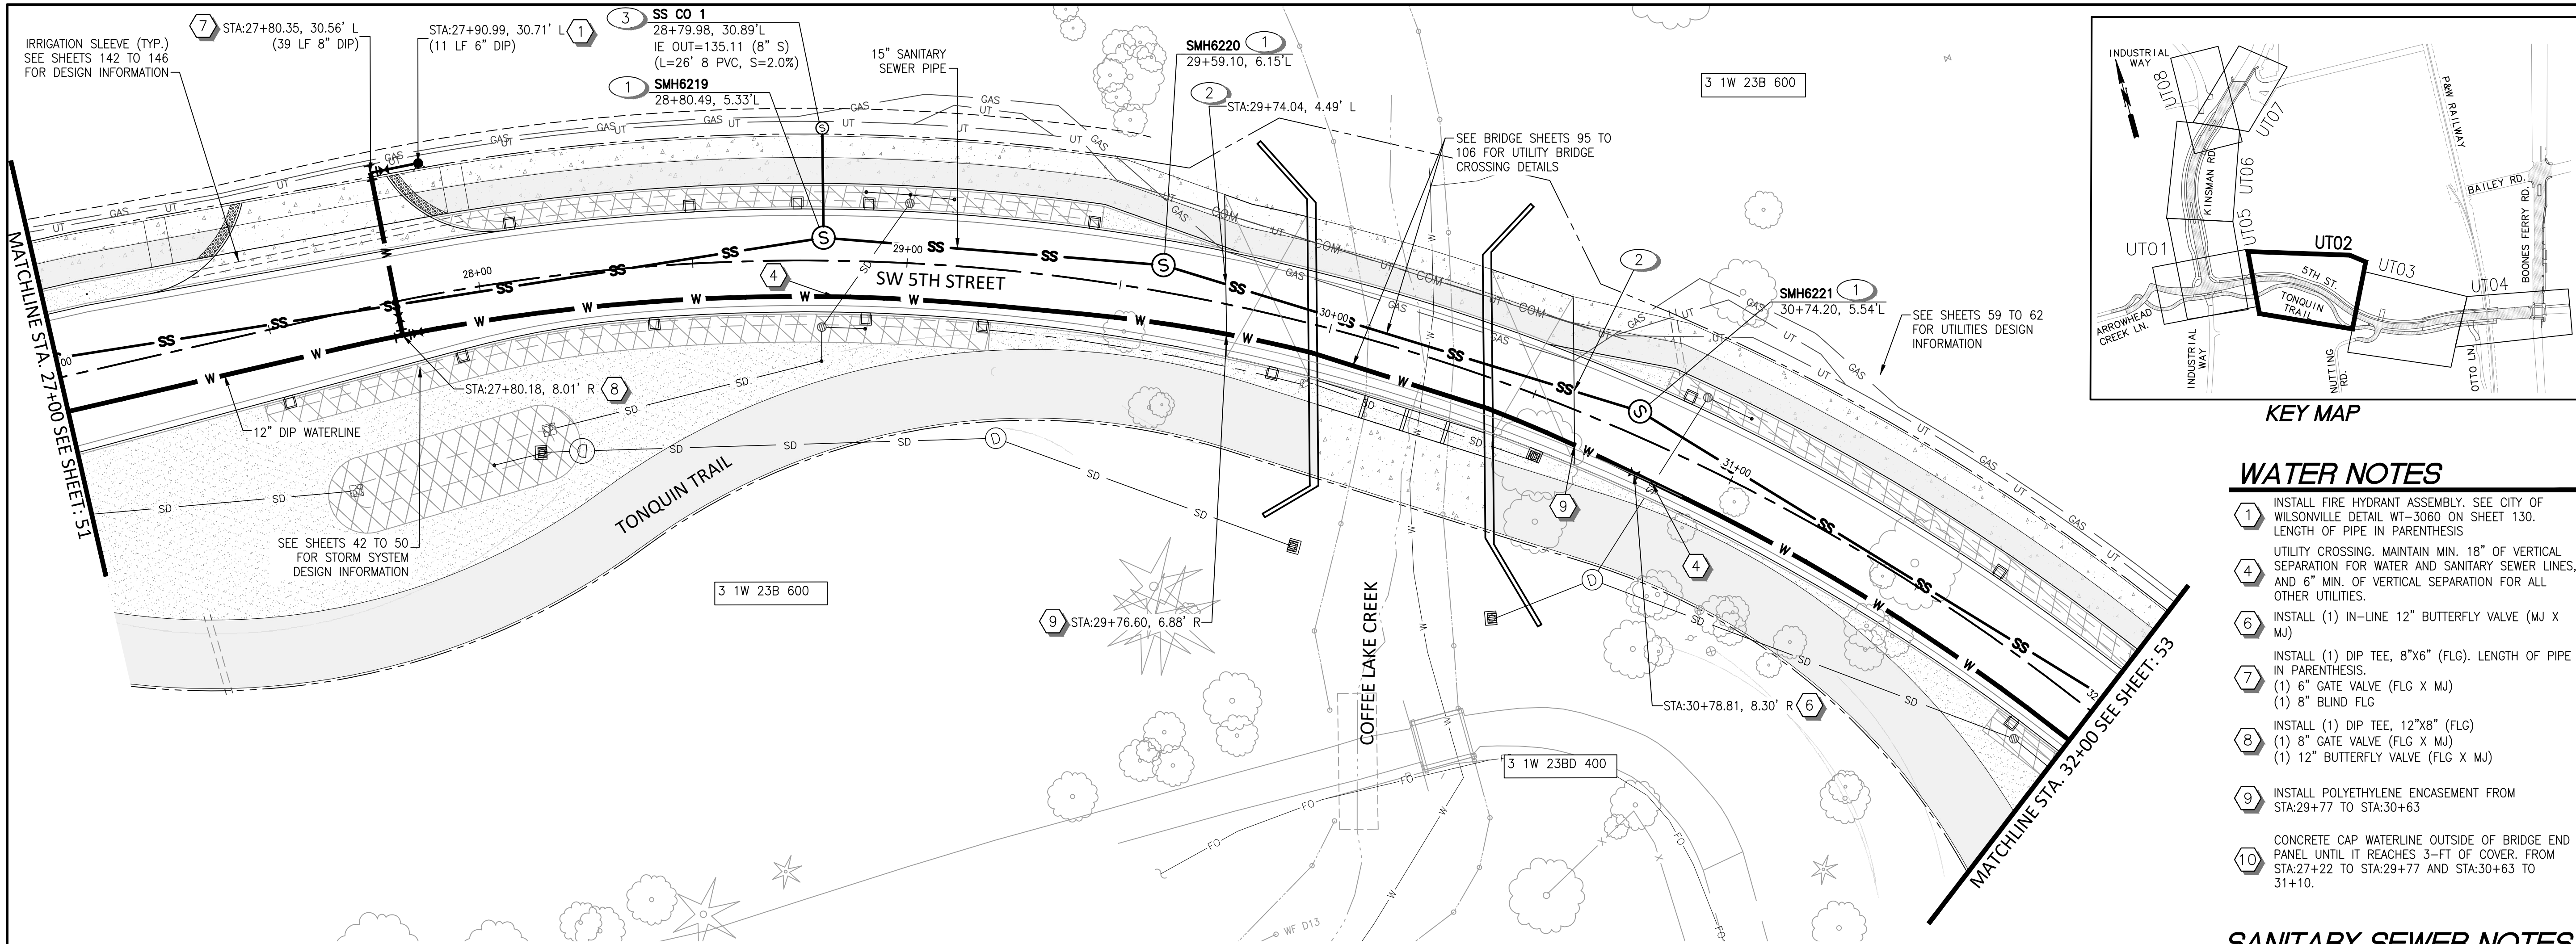 IRRIGATION SLEEVE (TYP.)
SEE SHEETS 142 TO 146
FOR DESIGN INFORMATION
7
STA:27+80.35, 30.56' L
(39 LF 8" DIP)
STA:27+90.99, 30.71' L
(11 LF 6" DIP)
1
3
SS CO 1
28+79.98, 30.89'L
IE OUT=135.11 (8" S)
(L=26' 8 PVC, S=2.0%)
1
SMH6219
28+80.49, 5.33'L
15" SANITARY
SEWER PIPE
SMH6220
1
29+59.10, 6.15'L
2
STA:29+74.04, 4.49' L
SEE BRIDGE SHEETS 95 TO
106 FOR UTILITY BRIDGE
CROSSING DETAILS
3 1W 23B 600
2
SMH6221
1
30+74.20, 5.54'L
SEE SHEETS 59 TO 62
FOR UTILITIES DESIGN
INFORMATION
MATCHLINE STA. 27+00 SEE SHEET: 51
28+00
29+00
30+00
31+00
32
00
4
SW 5TH STREET
STA:27+80.18, 8.01' R
8
12" DIP WATERLINE
SEE SHEETS 42 TO 50
FOR STORM SYSTEM
DESIGN INFORMATION
TONQUIN TRAIL
3 1W 23B 600
9
STA:29+76.60, 6.88' R
COFFEE LAKE CREEK
9
4
STA:30+78.81, 8.30' R
6
3 1W 23BD 400
WF D13
MATCHLINE STA. 32+00 SEE SHEET: 53
GAS
UT
COM
SS
W
SD
FO
S
D
X
INDUSTRIAL
WAY
UT08
UT07
UT06
KINSMAN RD.
UT05
UT01
UT02
UT03
UT04
5TH ST.
TONQUIN
TRAIL
ARROWHEAD
CREEK LN.
INDUSTRIAL
WAY
NUTTING
RD.
OTTO LN.
P&W RAILWAY
BAILEY RD.
BOONES FERRY RD.
KEY MAP
WATER NOTES
1
INSTALL FIRE HYDRANT ASSEMBLY. SEE CITY OF
WILSONVILLE DETAIL WT-3060 ON SHEET 130.
LENGTH OF PIPE IN PARENTHESIS
4
UTILITY CROSSING. MAINTAIN MIN. 18" OF VERTICAL
SEPARATION FOR WATER AND SANITARY SEWER LINES,
AND 6" MIN. OF VERTICAL SEPARATION FOR ALL
OTHER UTILITIES.
6
INSTALL (1) IN-LINE 12" BUTTERFLY VALVE (MJ X
MJ)
7
INSTALL (1) DIP TEE, 8"X6" (FLG). LENGTH OF PIPE
IN PARENTHESIS.
(1) 6" GATE VALVE (FLG X MJ)
(1) 8" BLIND FLG
8
INSTALL (1) DIP TEE, 12"X8" (FLG)
(1) 8" GATE VALVE (FLG X MJ)
(1) 12" BUTTERFLY VALVE (FLG X MJ)
9
INSTALL POLYETHYLENE ENCASEMENT FROM
STA:29+77 TO STA:30+63
10
CONCRETE CAP WATERLINE OUTSIDE OF BRIDGE END
PANEL UNTIL IT REACHES 3-FT OF COVER. FROM
STA:27+22 TO STA:29+77 AND STA:30+63 TO
31+10.
SANITARY SEWER NOTES